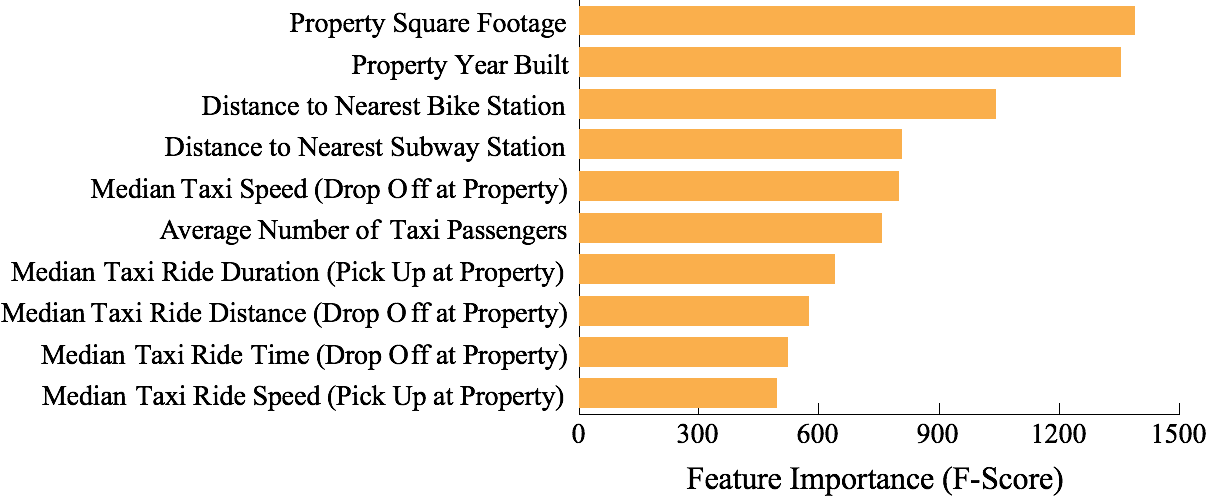 Property Square Footage
Property Year Built
Distance to Nearest Bike Station
Distance to Nearest Subway Station
Median Taxi Speed (Drop Off at Property)
Average Number of Taxi Passengers
Median Taxi Ride Duration (Pick Up at Property)
Median Taxi Ride Distance (Drop Off at Property)
Median Taxi Ride Time (Drop Off at Property)
Median Taxi Ride Speed (Pick Up at Property)
0 300 600 900 1200 1500
Feature Importance (F-Score)